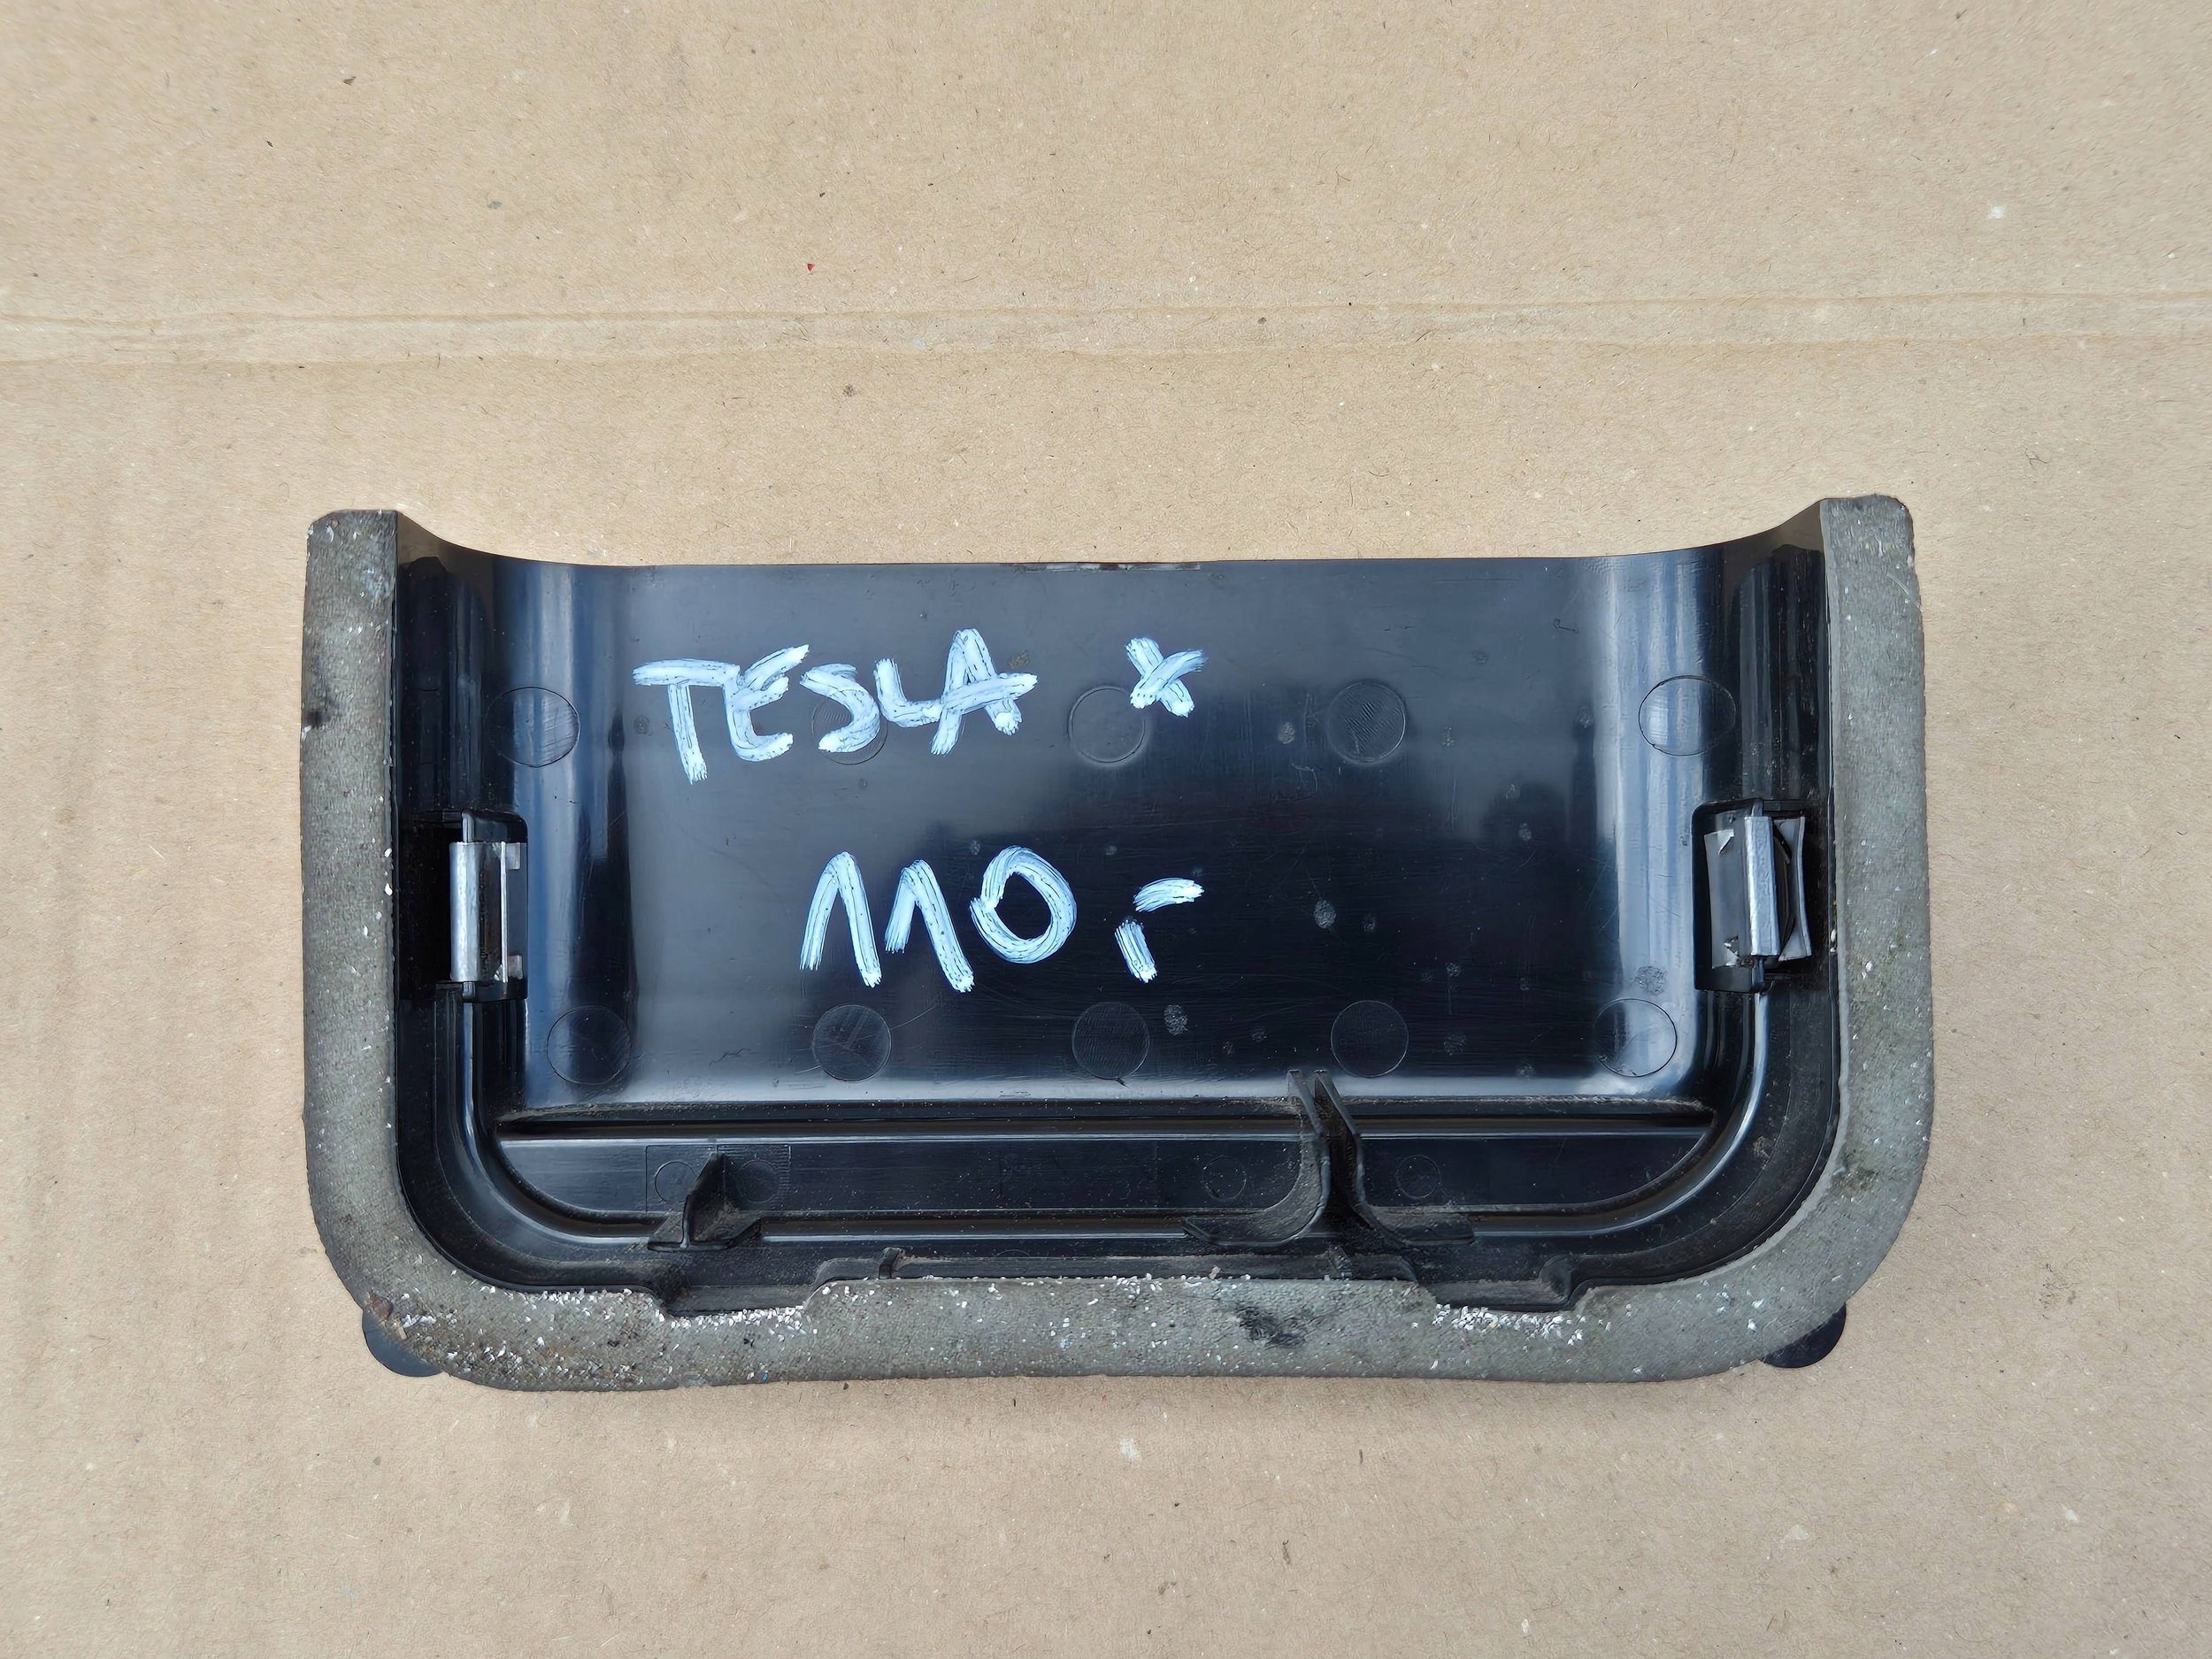 TESLA x
110,-